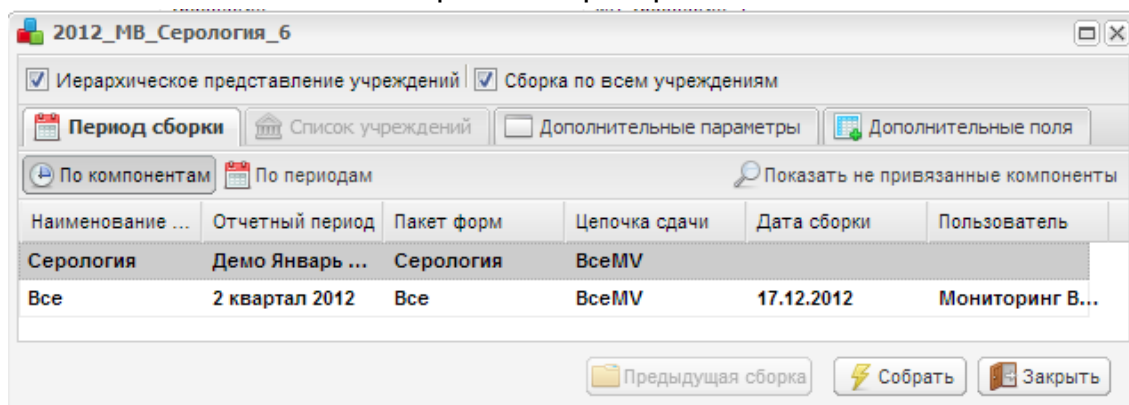 2012_МВ_Серология_6
Иерархическое представление учреждений Сборка по всем учреждениям
Период сборки Список учреждений Дополнительные параметры Дополнительные поля
По компонентам По периодам Показать не привязанные компоненты
Наименование ... Отчетный период Пакет форм Цепочка сдачи Дата сборки Пользователь
Серология Демо Январь ... Серология ВсеMV
Все 2 квартал 2012 Все ВсеMV 17.12.2012 Мониторинг В...
Предыдущая сборка Собрать Закрыть